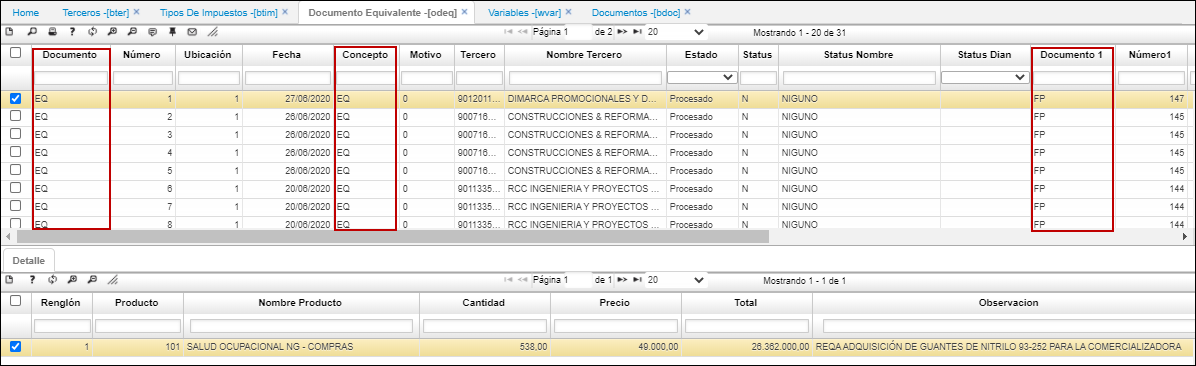 Home Terceros -[bter] Tipos De Impuestos -[btim] Documento Equivalente -[odeq] Variables -[wvar] Documentos -[bdoc]
Página 1 de 2 20 Mostrando 1 - 20 de 31
Documento Número Ubicación Fecha Concepto Motivo Tercero Nombre Tercero Estado Status Status Nombre Status Dian Documento 1 Número1
EQ 1 1 27/06/2020 EQ 0 9012011... DIMARCA PROMOCIONALES Y D... Procesado N NIGUNO FP 147
EQ 2 1 26/06/2020 EQ 0 900716... CONSTRUCCIONES & REFORMA... Procesado N NIGUNO FP 145
EQ 3 1 26/06/2020 EQ 0 900716... CONSTRUCCIONES & REFORMA... Procesado N NIGUNO FP 145
EQ 4 1 26/06/2020 EQ 0 900716... CONSTRUCCIONES & REFORMA... Procesado N NIGUNO FP 145
EQ 5 1 26/06/2020 EQ 0 900716... CONSTRUCCIONES & REFORMA... Procesado N NIGUNO FP 145
EQ 6 1 20/06/2020 EQ 0 9011335... RCC INGENIERIA Y PROYECTOS ... Procesado N NIGUNO FP 144
EQ 7 1 20/06/2020 EQ 0 9011335... RCC INGENIERIA Y PROYECTOS ... Procesado N NIGUNO FP 144
EQ 8 1 20/06/2020 EQ 0 9011335... RCC INGENIERIA Y PROYECTOS ... Procesado N NIGUNO FP 144
Detalle
Página 1 de 1 20 Mostrando 1 - 1 de 1
Renglón Producto Nombre Producto Cantidad Precio Total Observacion
1 101 SALUD OCUPACIONAL NG - COMPRAS 538,00 49.000,00 26.362.000,00 REQA ADQUISICIÓN DE GUANTES DE NITRILO 93-252 PARA LA COMERCIALIZADORA